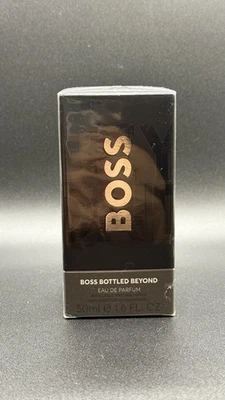 BOSS
BOSS BOTTLED BEYOND
EAU DE PARFUM
50ml e 1.6 FL. OZ.